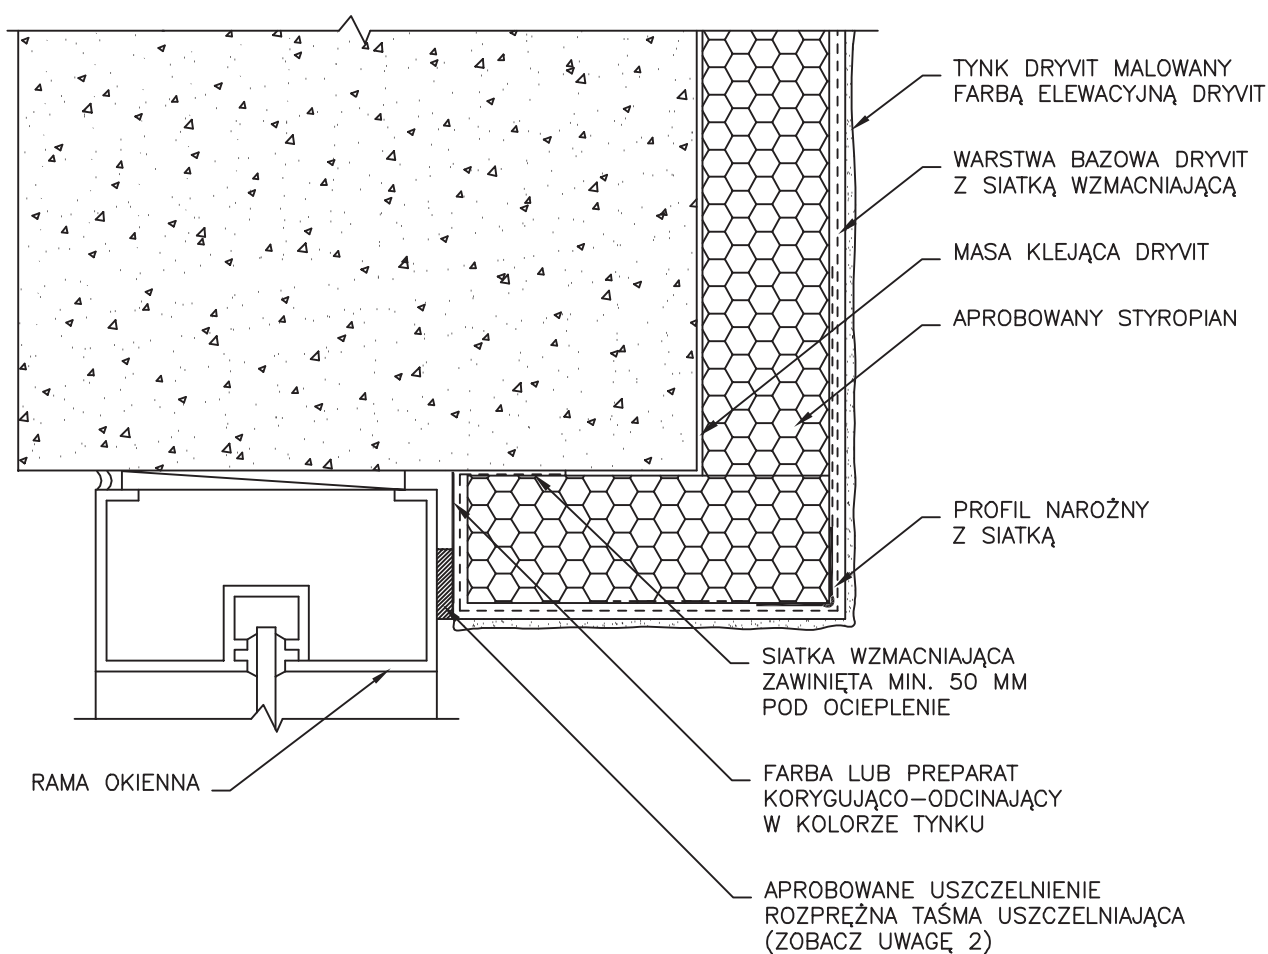 TYNK DRYVIT MALOWANY
FARBĄ ELEWACYJNĄ DRYVIT
WARSTWA BAZOWA DRYVIT
Z SIATKĄ WZMACNIAJĄCĄ
MASA KLEJĄCA DRYVIT
APROBOWANY STYROPIAN
PROFIL NAROŻNY
Z SIATKĄ
SIATKA WZMACNIAJĄCA
ZAWINIĘTA MIN. 50 MM
POD OCIEPLENIE
RAMA OKIENNA
FARBA LUB PREPARAT
KORYGUJĄCO-ODCINAJĄCY
W KOLORZE TYNKU
APROBOWANE USZCZELNIENIE
ROZPRĘŻNA TAŚMA USZCZELNIAJĄCA
(ZOBACZ UWAGĘ 2)